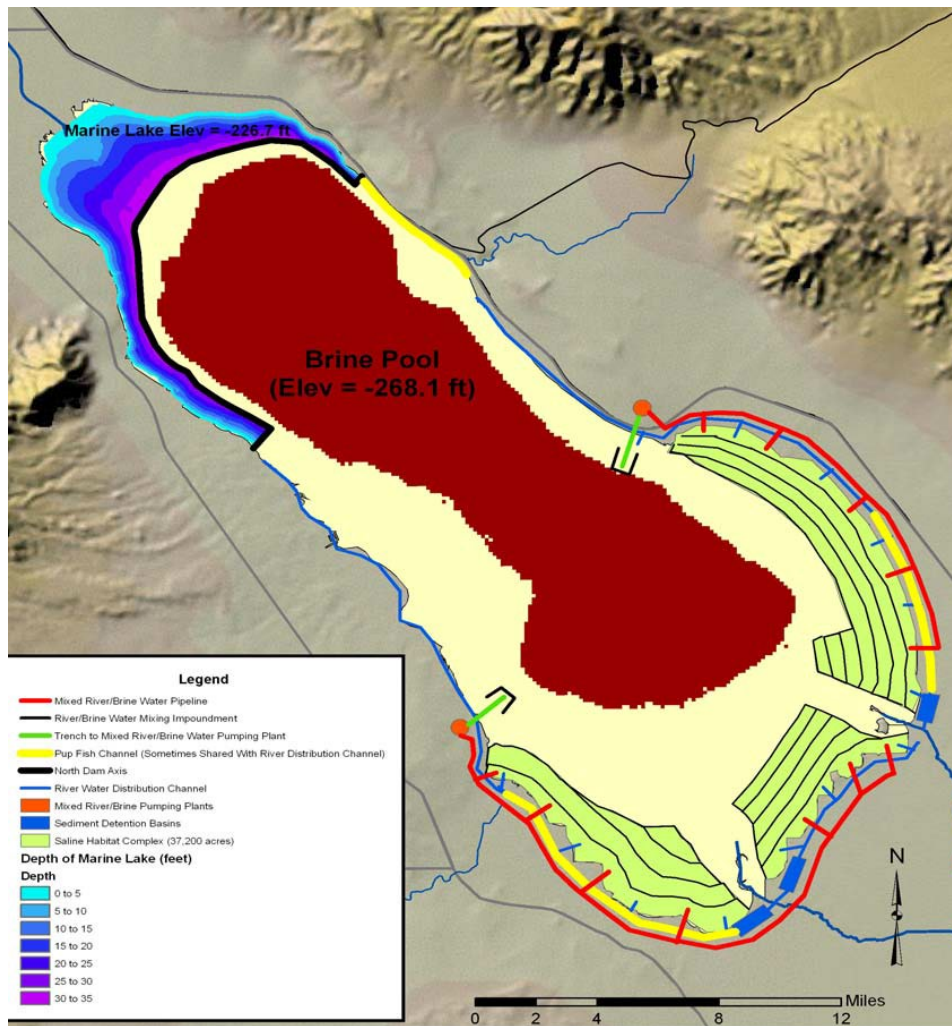 Marine Lake Elev = -226.7 ft
Brine Pool
(Elev = -268.1 ft)
Legend
Mixed River/Brine Water Pipeline
River/Brine Water Mixing Impoundment
Trench to Mixed River/Brine Water Pumping Plant
Pup Fish Channel (Sometimes Shared With River Distribution Channel)
North Dam Axis
River Water Distribution Channel
Mixed River/Brine Pumping Plants
Sediment Detention Basins
Saline Habitat Complex (37,200 acres)
Depth of Marine Lake (feet)
Depth
0 to 5
5 to 10
10 to 15
15 to 20
20 to 25
25 to 30
30 to 35
N
Miles
0 2 4 8 12